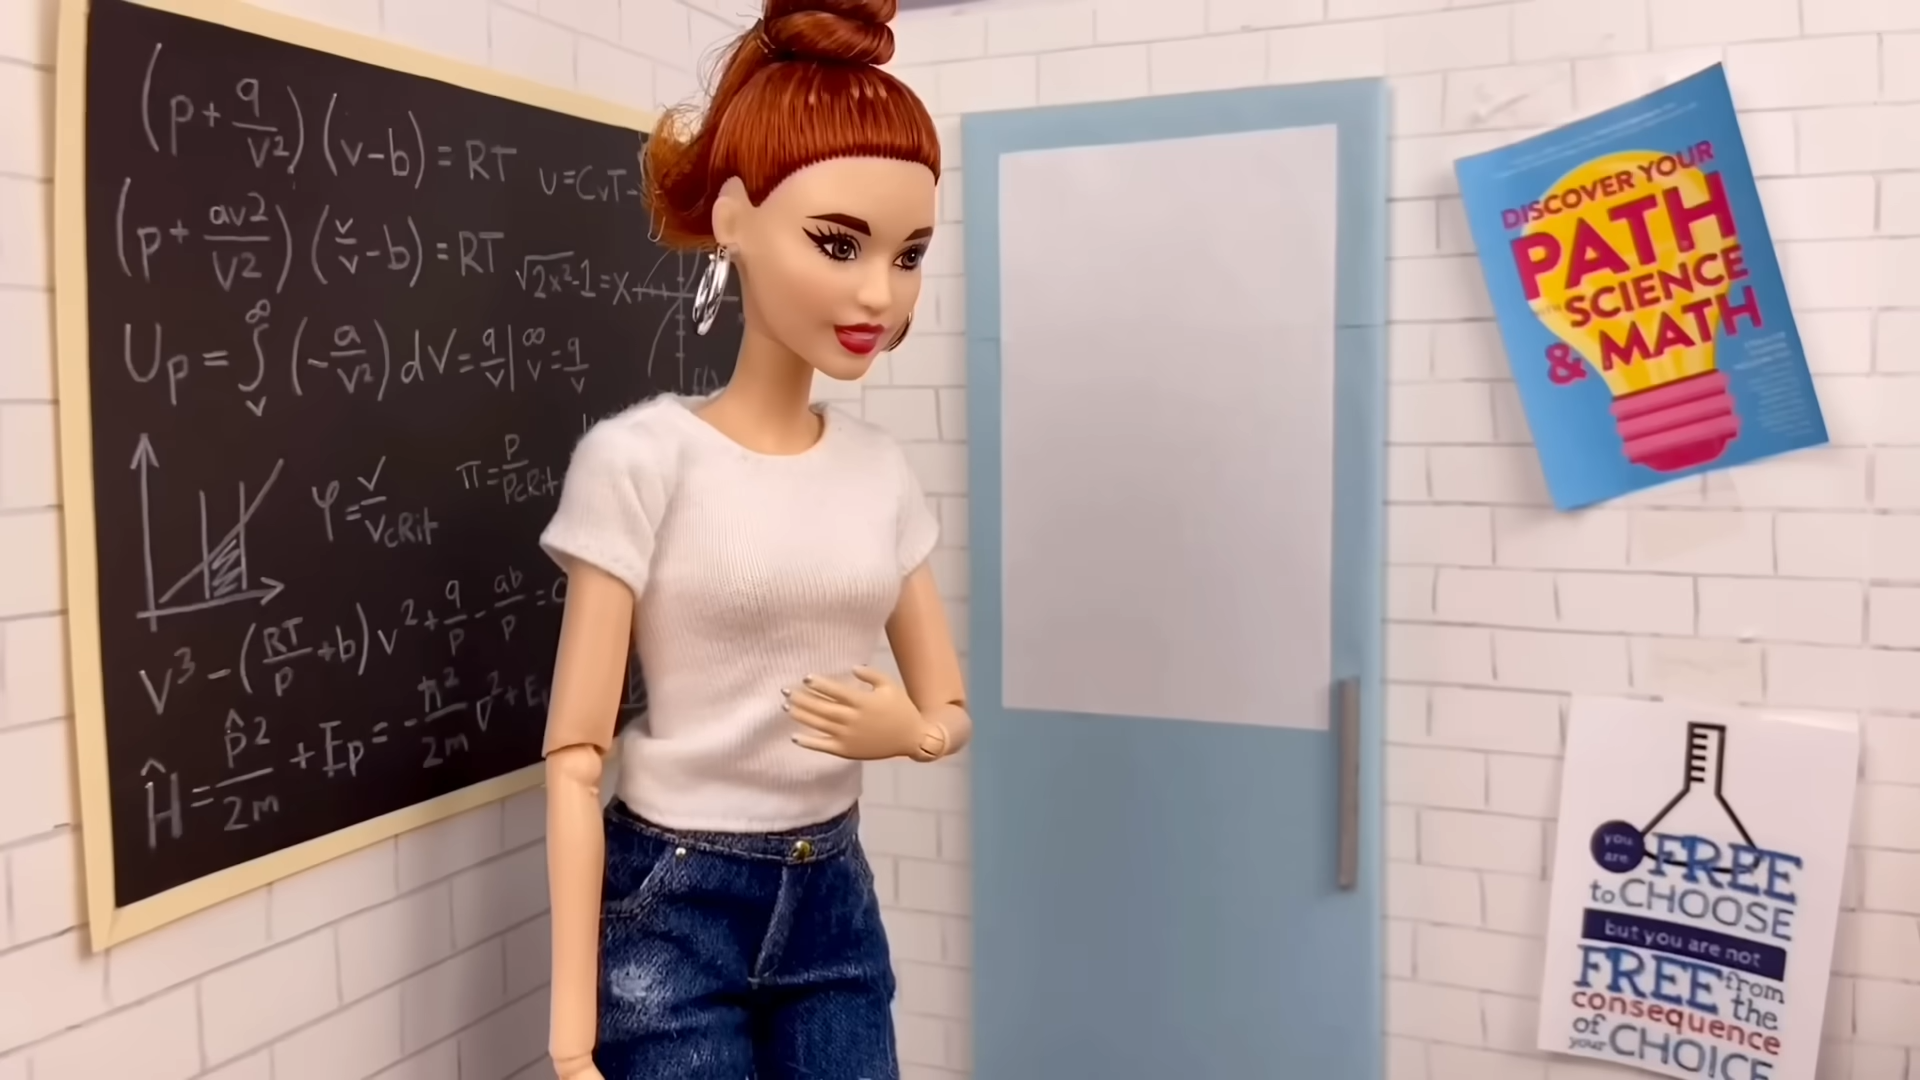 (p + q/v²) (v-b) = RT
u=CvT-
(p + av2/v2) (v/v - b) = RT
√2x²-1 = x
Up = ∫ ∞ v (-a/v²) dV = q/v | ∞ v = q/v
φ = v/vcRit
π = p/pcRit
V³ - (RT/p + b) v² + q/p - ab/p = 0
Ĥ = p̂2/2m + Ep = - ħ²/2m ∇² + E
DISCOVER YOUR
PATH
SCIENCE
& MATH
you
are
FREE
to CHOOSE
but you are not
FREE from
the
consequence
of your CHOICE